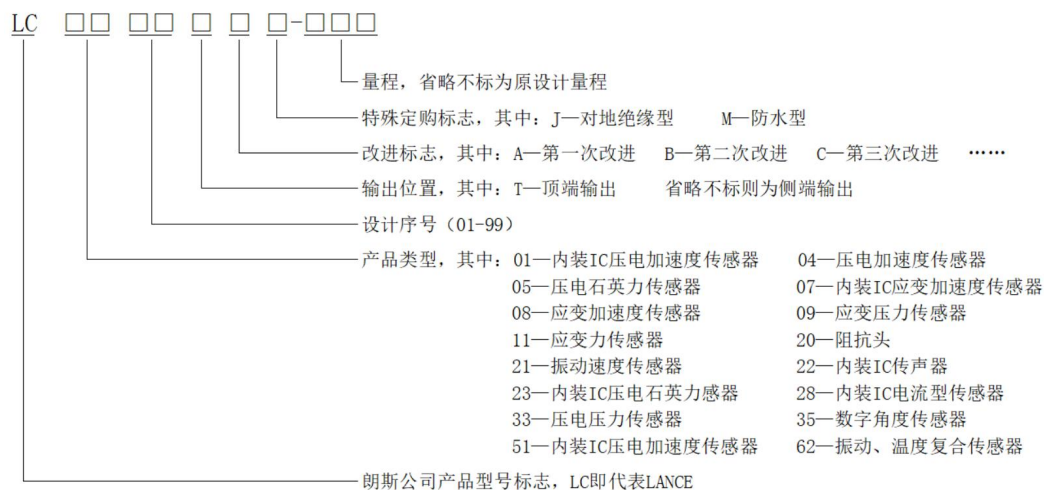 LC □□ □□ □ □ □-□□□
量程，省略不标为原设计量程
特殊定购标志，其中：J—对地绝缘型 M—防水型
改进标志，其中：A—第一次改进 B—第二次改进 C—第三次改进 ……
输出位置，其中：T—顶端输出 省略不标则为侧端输出
设计序号（01-99）
产品类型，其中：01—内装IC压电加速度传感器 04—压电加速度传感器
05—压电石英力传感器 07—内装IC应变加速度传感器
08—应变加速度传感器 09—应变压力传感器
11—应变力传感器 20—阻抗头
21—振动速度传感器 22—内装IC传声器
23—内装IC压电石英力感器 28—内装IC电流型传感器
33—压电压力传感器 35—数字角度传感器
51—内装IC压电加速度传感器 62—振动、温度复合传感器
朗斯公司产品型号标志，LC即代表LANCE